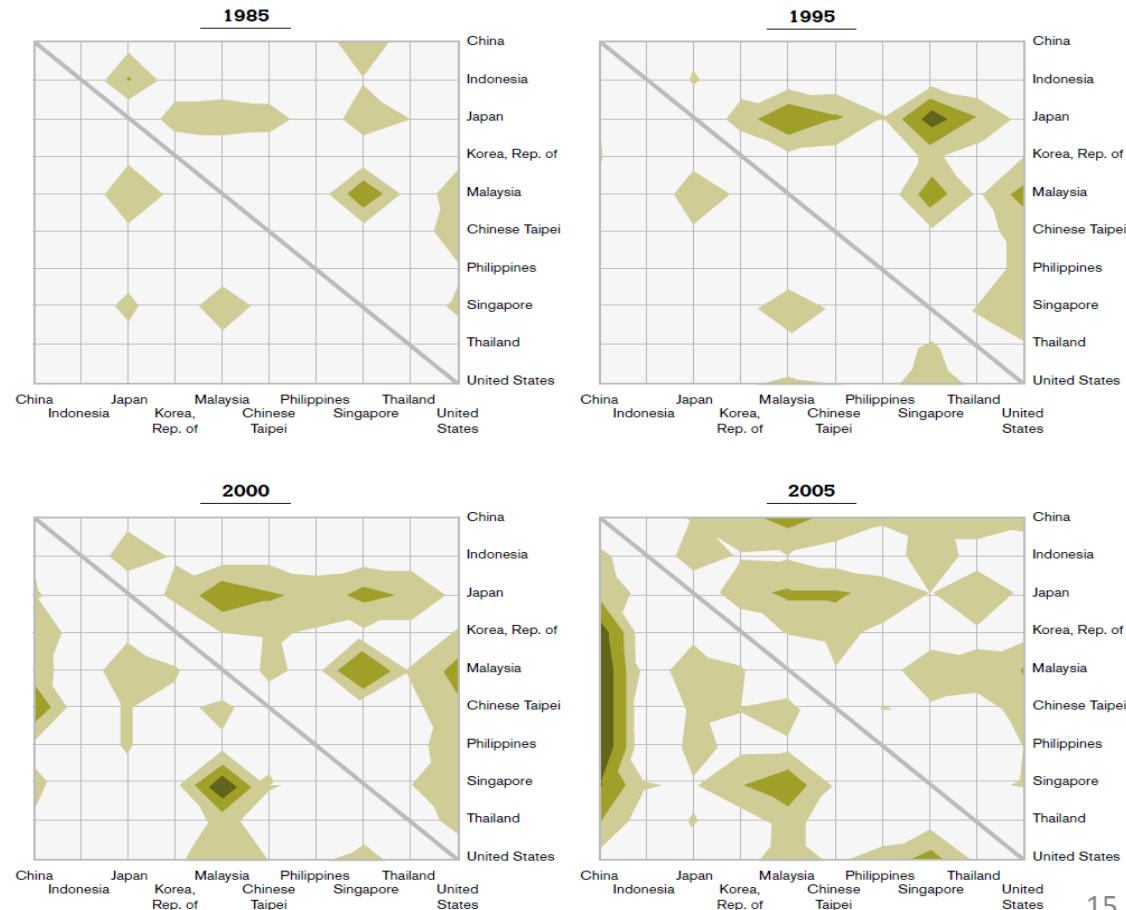 1985
China
Indonesia
Japan
Korea, Rep. of
Malaysia
Chinese Taipei
Philippines
Singapore
Thailand
United States
China Japan Malaysia Philippines Thailand
Indonesia Korea, Chinese Singapore United
Rep. of Taipei States
1995
China
Indonesia
Japan
Korea, Rep. of
Malaysia
Chinese Taipei
Philippines
Singapore
Thailand
United States
China Japan Malaysia Philippines Thailand
Indonesia Korea, Chinese Singapore United
Rep. of Taipei States
2000
China
Indonesia
Japan
Korea, Rep. of
Malaysia
Chinese Taipei
Philippines
Singapore
Thailand
United States
China Japan Malaysia Philippines Thailand
Indonesia Korea, Chinese Singapore United
Rep. of Taipei States
2005
China
Indonesia
Japan
Korea, Rep. of
Malaysia
Chinese Taipei
Philippines
Singapore
Thailand
United States
China Japan Malaysia Philippines Thailand
Indonesia Korea, Chinese Singapore United
Rep. of Taipei States
15